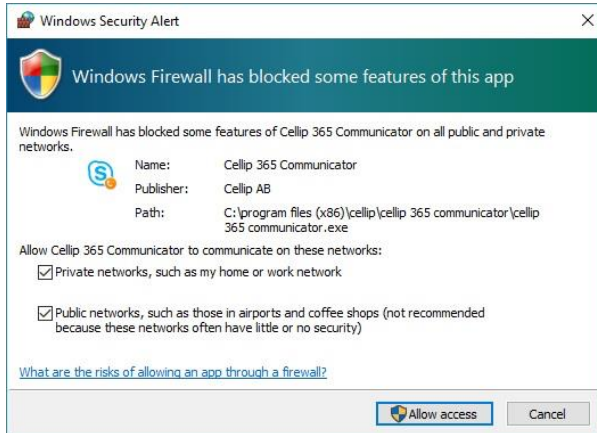 Windows Security Alert
Windows Firewall has blocked some features of this app
Windows Firewall has blocked some features of Cellip 365 Communicator on all public and private
networks.
Name: Cellip 365 Communicator
Publisher: Cellip AB
Path: C:\program files (x86)\cellip\cellip 365 communicator\cellip
365 communicator.exe
Allow Cellip 365 Communicator to communicate on these networks:
Private networks, such as my home or work network
Public networks, such as those in airports and coffee shops (not recommended
because these networks often have little or no security)
What are the risks of allowing an app through a firewall?
Allow access Cancel